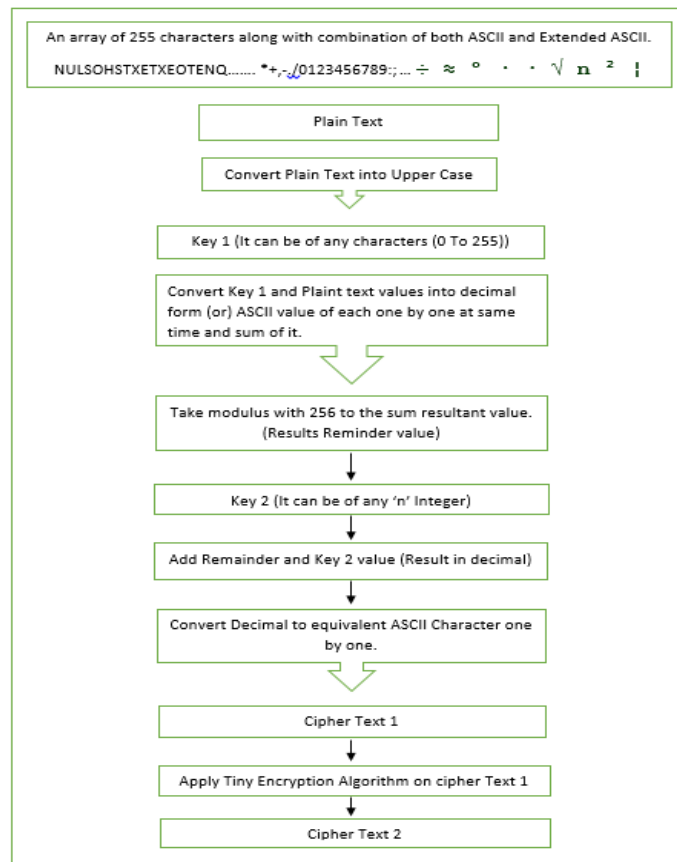 An array of 255 characters along with combination of both ASCII and Extended ASCII.
NULSOHSTXETXEOTENQ....... *+,-./0123456789:; ... ÷ ≈ ° · · √ n ² ¦
Plain Text
Convert Plain Text into Upper Case
Key 1 (It can be of any characters (0 To 255))
Convert Key 1 and Plaint text values into decimal
form (or) ASCII value of each one by one at same
time and sum of it.
Take modulus with 256 to the sum resultant value.
(Results Reminder value)
Key 2 (It can be of any ‘n’ Integer)
Add Remainder and Key 2 value (Result in decimal)
Convert Decimal to equivalent ASCII Character one
by one.
Cipher Text 1
Apply Tiny Encryption Algorithm on cipher Text 1
Cipher Text 2